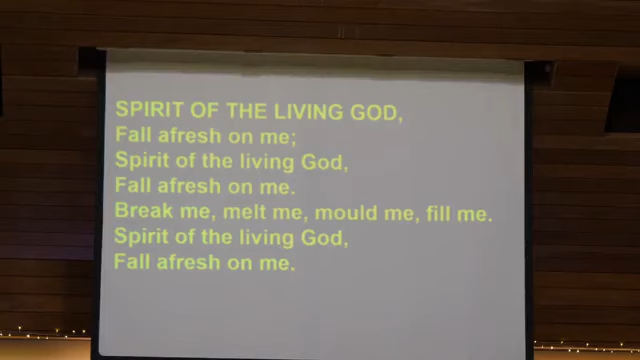 SPIRIT OF THE LIVING GOD,
Fall afresh on me;
Spirit of the living God,
Fall afresh on me.
Break me, melt me, mould me, fill me.
Spirit of the living God,
Fall afresh on me.